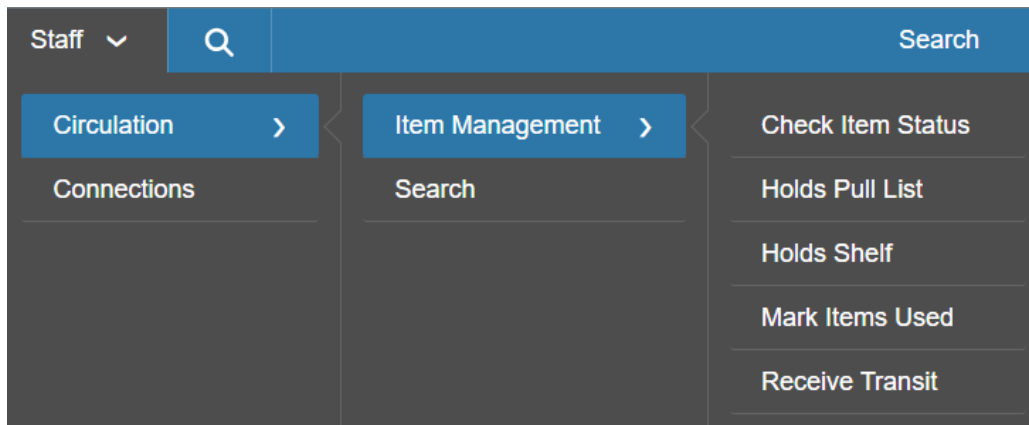 Staff
Search
Circulation
Connections
Item Management
Search
Check Item Status
Holds Pull List
Holds Shelf
Mark Items Used
Receive Transit